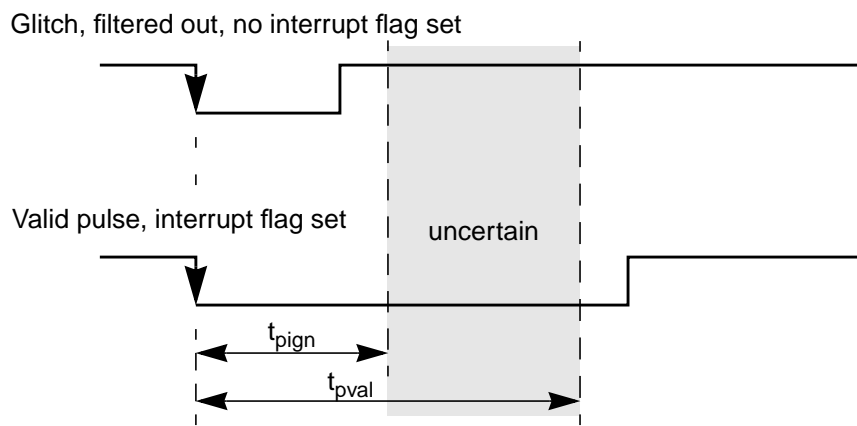 Glitch, filtered out, no interrupt flag set
Valid pulse, interrupt flag set
uncertain
tpign
tpval